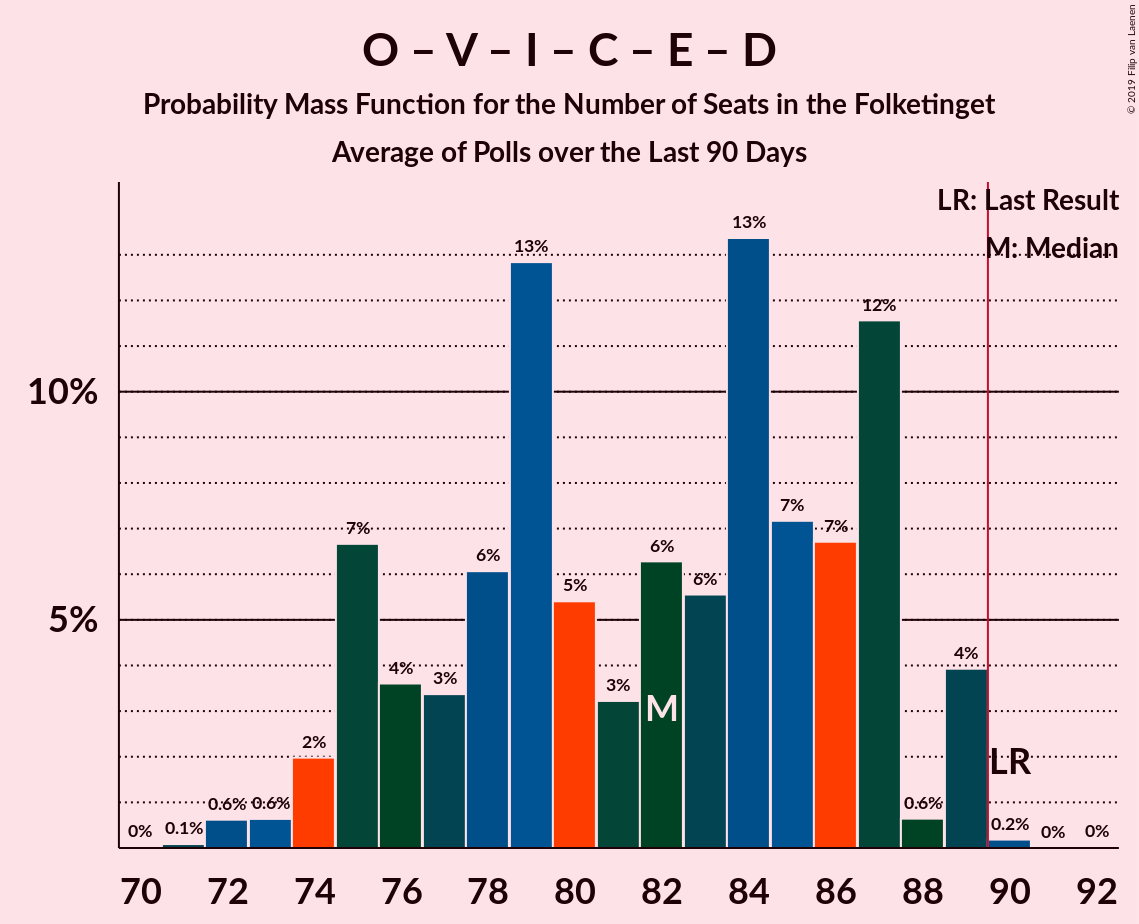 O – V – I – C – E – D
Probability Mass Function for the Number of Seats in the Folketinget
Average of Polls over the Last 90 Days
© 2019 Filip van Laenen
LR: Last Result
M: Median
10%
5%
0%
0.1%
0.6%
0.6%
2%
7%
4%
3%
6%
13%
5%
3%
6%
6%
13%
7%
7%
12%
0.6%
4%
0.2%
0%
0%
M
LR
70 72 74 76 78 80 82 84 86 88 90 92